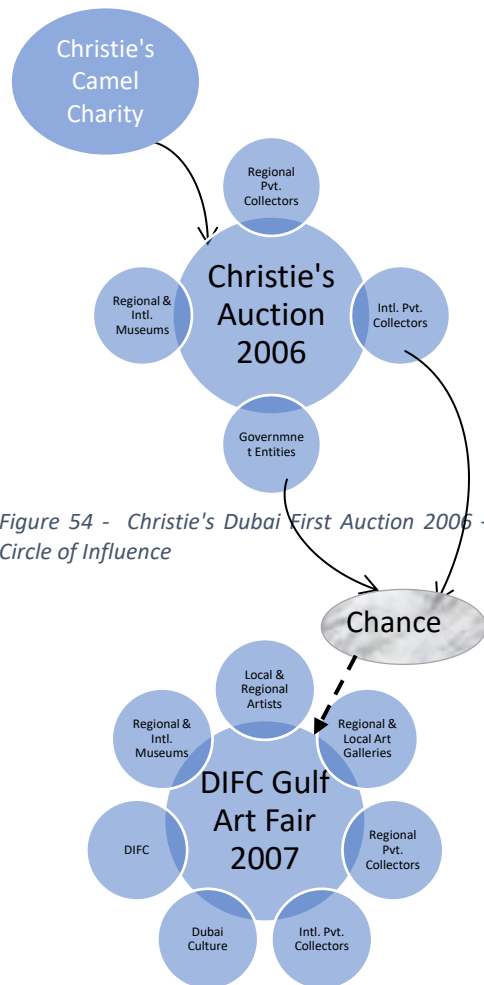 Christie's
Camel
Charity
Regional
Pvt.
Collectors
Christie's
Auction
2006
Regional &
Intl.
Museums
Intl. Pvt.
Collectors
Governmne
t Entities
Figure 54 - Christie's Dubai First Auction 2006 -
Circle of Influence
Chance
Local &
Regional
Artists
Regional &
Intl.
Museums
Regional &
Local Art
Galleries
DIFC Gulf
Art Fair
2007
DIFC
Regional
Pvt.
Collectors
Dubai
Culture
Intl. Pvt.
Collectors